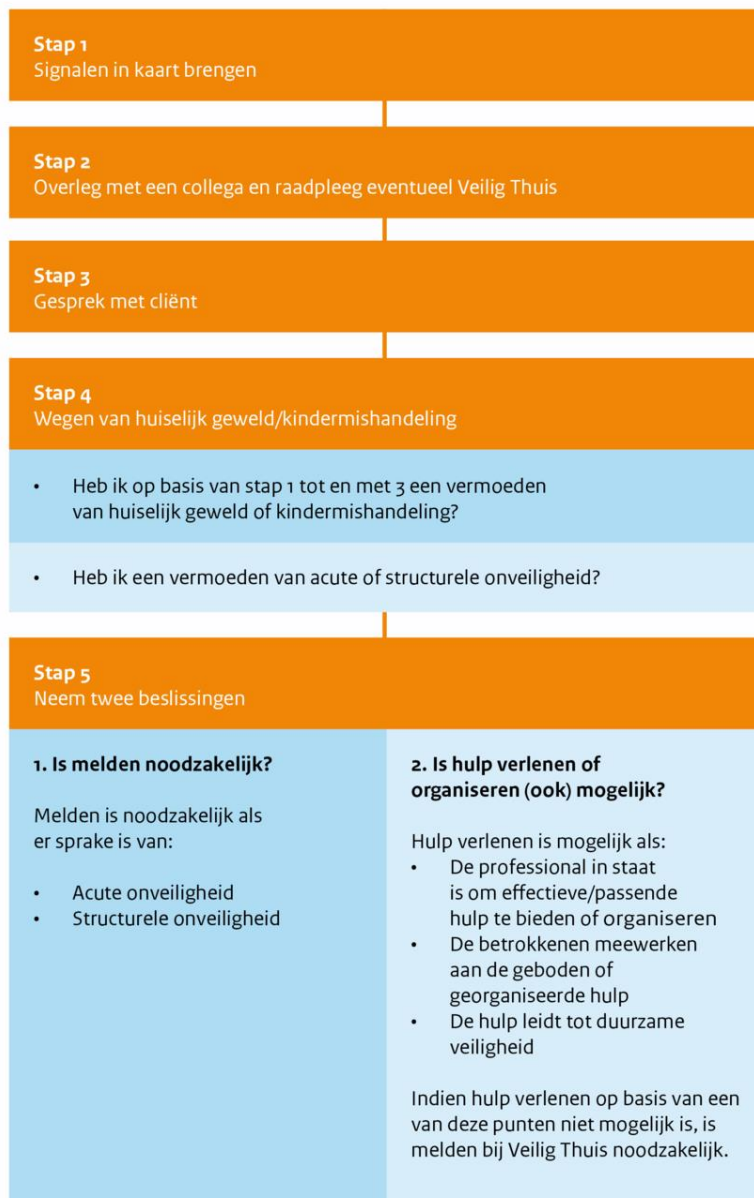 Stap 1
Signalen in kaart brengen
Stap 2
Overleg met een collega en raadpleeg eventueel Veilig Thuis
Stap 3
Gesprek met cliënt
Stap 4
Wegen van huiselijk geweld/kindermishandeling
• Heb ik op basis van stap 1 tot en met 3 een vermoeden
van huiselijk geweld of kindermishandeling?
• Heb ik een vermoeden van acute of structurele onveiligheid?
Stap 5
Neem twee beslissingen
1. Is melden noodzakelijk?
Melden is noodzakelijk als
er sprake is van:
• Acute onveiligheid
• Structurele onveiligheid
2. Is hulp verlenen of
organiseren (ook) mogelijk?
Hulp verlenen is mogelijk als:
• De professional in staat
is om effectieve/passende
hulp te bieden of organiseren
• De betrokkenen meewerken
aan de geboden of
georganiseerde hulp
• De hulp leidt tot duurzame
veiligheid
Indien hulp verlenen op basis van een
van deze punten niet mogelijk is, is
melden bij Veilig Thuis noodzakelijk.